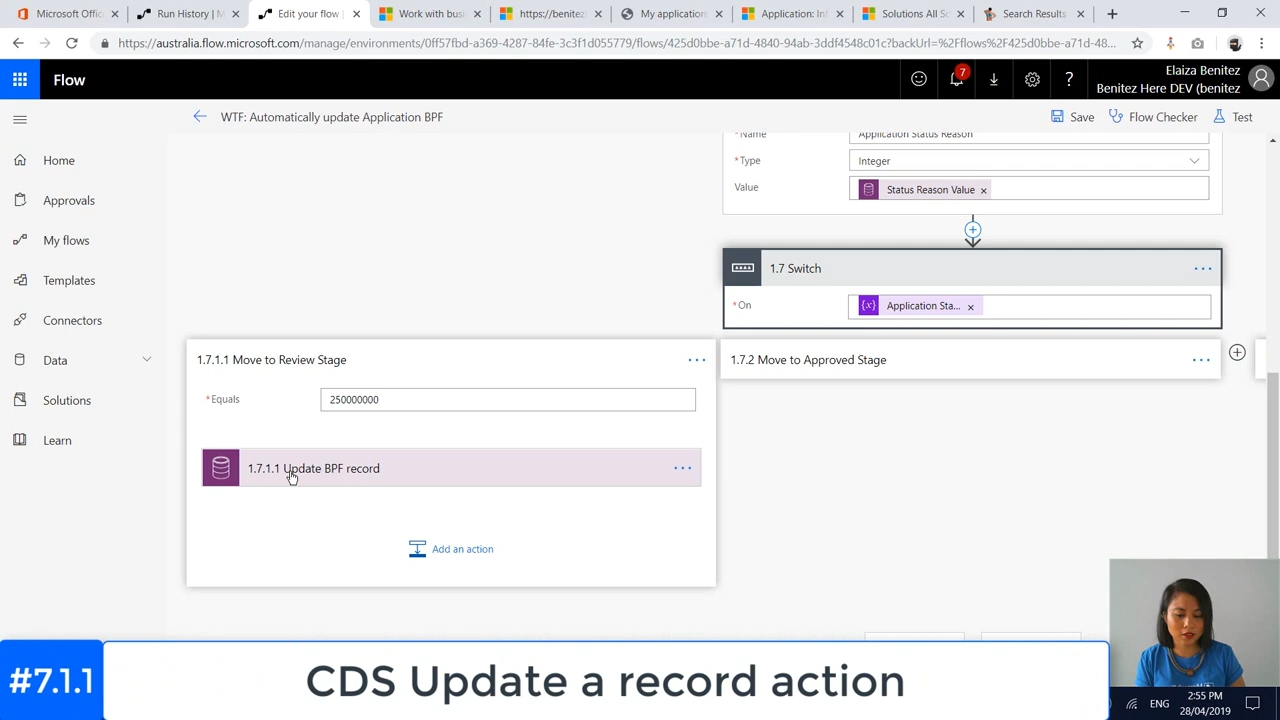 Microsoft Office
Run History | M
Edit your flow |
Work with busi
https://benitez
My application
Application: Inf
Solutions All So
Search Results
https://australia.flow.microsoft.com/manage/environments/0ff57fbd-a369-4287-84fe-3c3f1d055779/flows/425d0bbe-a71d-4840-94ab-3ddf4548c01c?backUrl=%2Fflows%2F425d0bbe-a71d-48...
Flow
7
?
Elaiza Benitez
Benitez Here DEV (benitez
WTF: Automatically update Application BPF
Save
Flow Checker
Test
Home
Approvals
My flows
Templates
Connectors
Data
Solutions
Learn
*Name
Application Status Reason
*Type
Integer
Value
Status Reason Value ×
1.7 Switch
...
*On
{x} Application Sta... ×
1.7.1.1 Move to Review Stage
...
1.7.2 Move to Approved Stage
...
*Equals
250000000
1.7.1.1 Update BPF record
...
Add an action
#7.1.1
CDS Update a record action
ENG
2:55 PM
28/04/2019